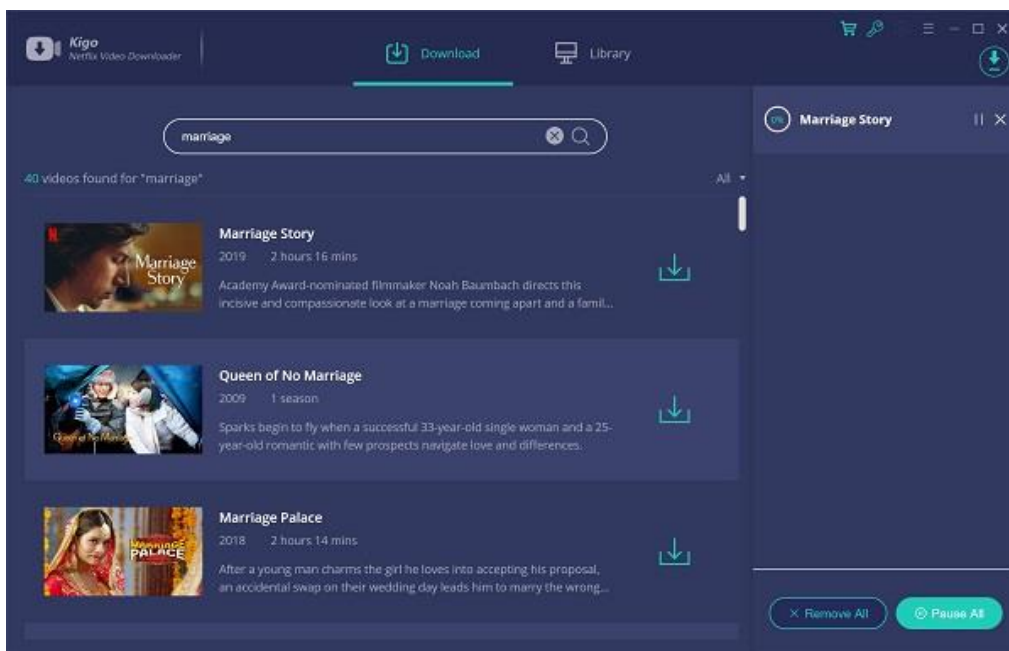 Kigo
Netflix Video Downloader
Download
Library
marriage
40 videos found for "marriage"
All
N
Marriage Story
Marriage Story
2019 2 hours 16 mins
Academy Award-nominated filmmaker Noah Baumbach directs this
incisive and compassionate look at a marriage coming apart and a famil...
Queen of No Marriage
Queen of No Marriage
2009 1 season
Sparks begin to fly when a successful 33-year-old single woman and a 25-
year-old romantic with few prospects navigate love and differences.
MARRIAGE
PALACE
Marriage Palace
2018 2 hours 14 mins
After a young man charms the girl he loves into accepting his proposal,
an accidental swap on their wedding day leads him to marry the wrong...
0%
Marriage Story
Remove All
Pause All